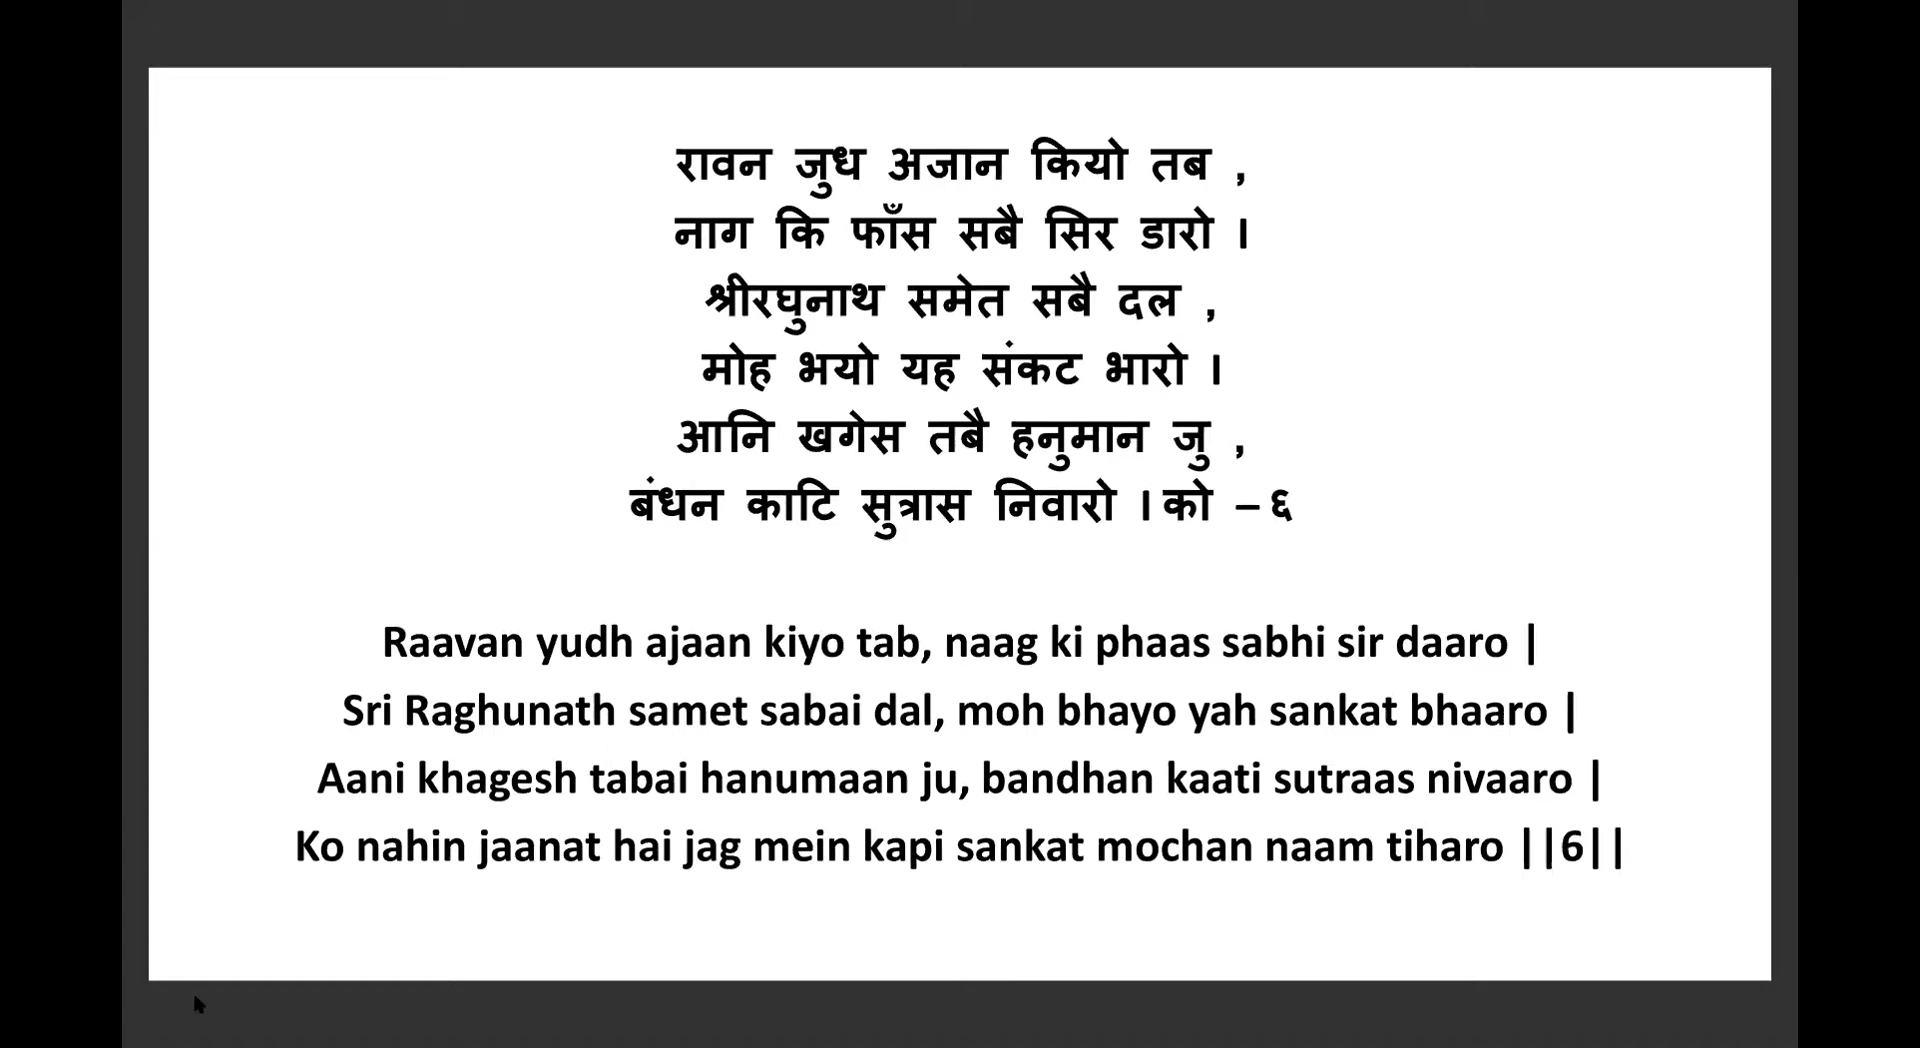 रावन जुध अजान कियो तब ,
नाग कि फाँस सबै सिर डारो ।
श्रीरघुनाथ समेत सबै दल ,
मोह भयो यह संकट भारो ।
आनि खगेस तबै हनुमान जु ,
बंधन काटि सुत्रास निवारो । को – ६
Raavan yudh ajaan kiyo tab, naag ki phaas sabhi sir daaro |
Sri Raghunath samet sabai dal, moh bhayo yah sankat bhaaro |
Aani khagesh tabai hanumaan ju, bandhan kaati sutraas nivaaro |
Ko nahin jaanat hai jag mein kapi sankat mochan naam tiharo ||6||